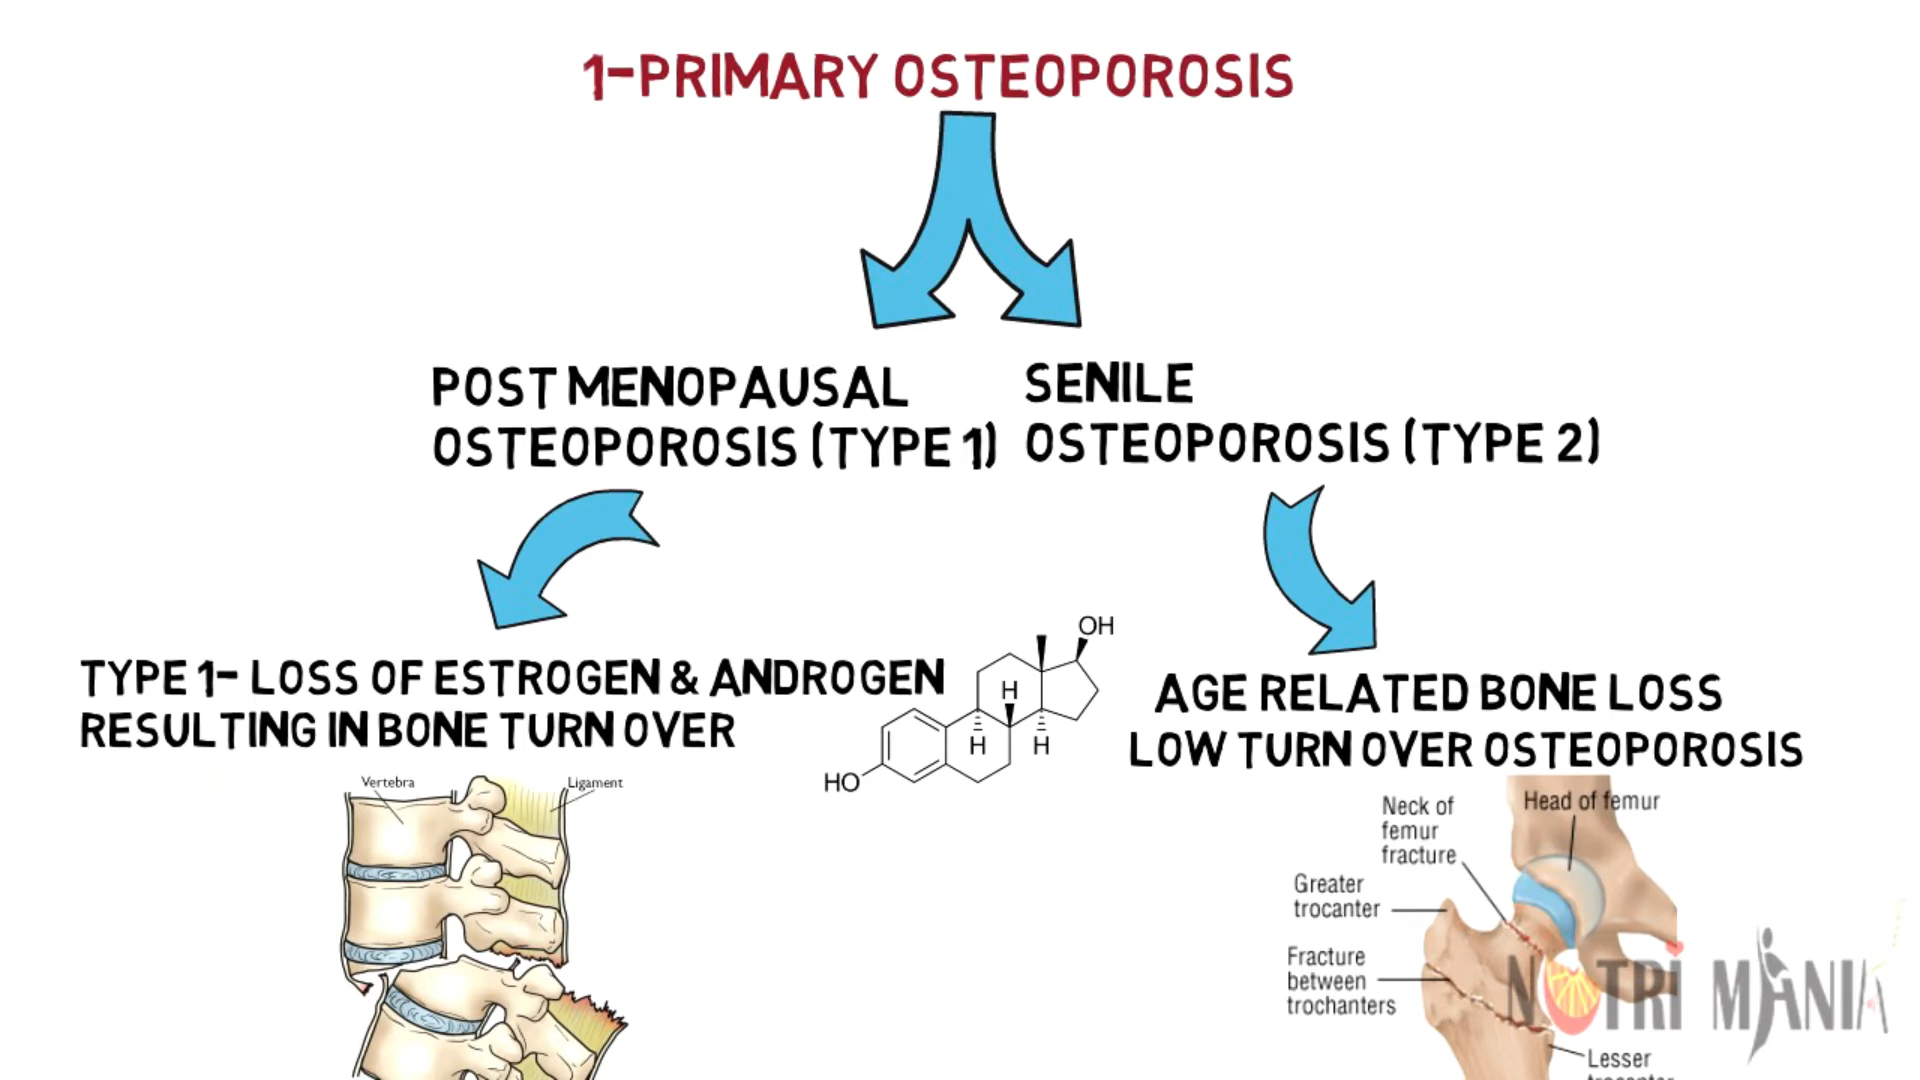 1-PRIMARY OSTEOPOROSIS
POST MENOPAUSAL
OSTEOPOROSIS (TYPE 1)
SENILE
OSTEOPOROSIS (TYPE 2)
TYPE 1- LOSS OF ESTROGEN & ANDROGEN
RESULTING IN BONE TURN OVER
OH
H
H
H
HO
AGE RELATED BONE LOSS
LOW TURN OVER OSTEOPOROSIS
Vertebra
Ligament
Neck of
femur
fracture
Head of femur
Greater
trocanter
Fracture
between
trochanters
Lesser
trocanter
NUTRI MANIA